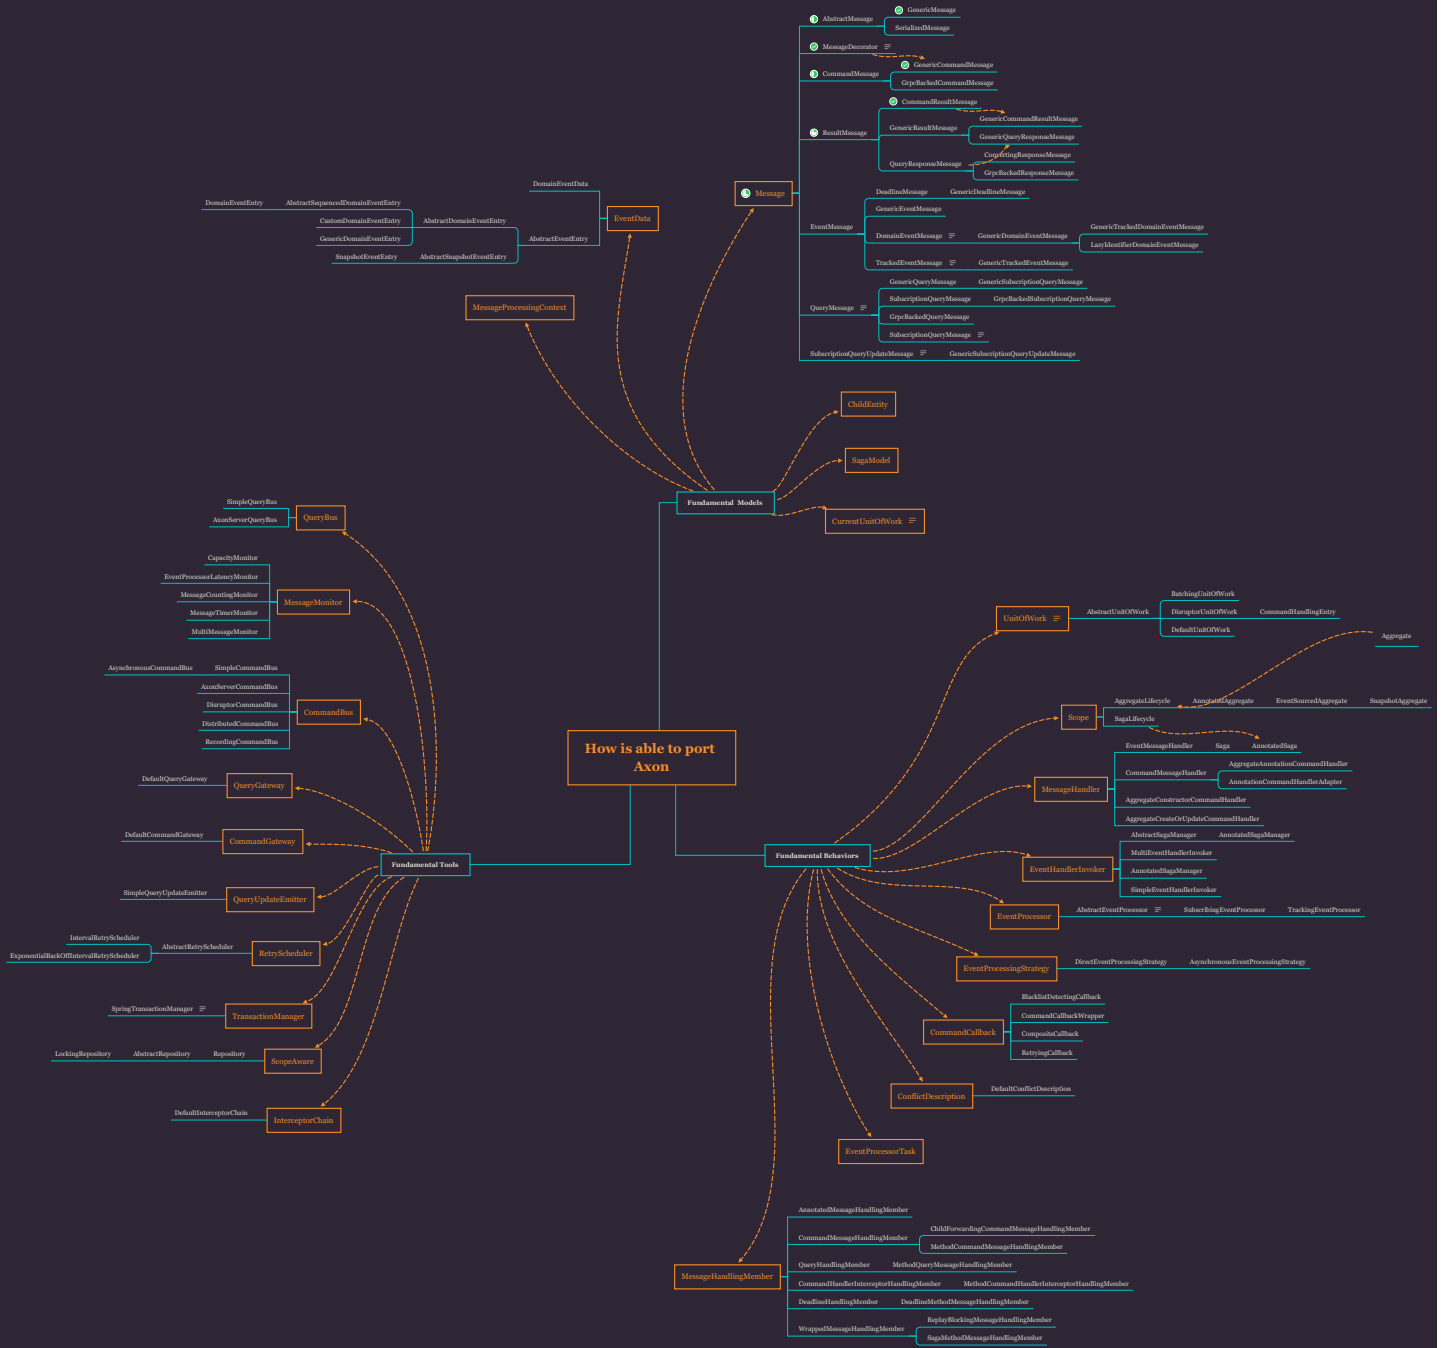 How is able to port
Axon
Fundamental Models
Message
AbstractMessage
GenericMessage
SerializedMessage
MessageDecorator
CommandMessage
GenericCommandMessage
GrpcBackedCommandMessage
ResultMessage
CommandResultMessage
GenericResultMessage
GenericCommandResultMessage
GenericQueryResponseMessage
QueryResponseMessage
ConvertingResponseMessage
GrpcBackedResponseMessage
EventMessage
DeadlineMessage
GenericDeadlineMessage
GenericEventMessage
DomainEventMessage
GenericDomainEventMessage
GenericTrackedDomainEventMessage
LazyIdentifierDomainEventMessage
TrackedEventMessage
GenericTrackedEventMessage
QueryMessage
GenericQueryMessage
GenericSubscriptionQueryMessage
SubscriptionQueryMessage
GrpcBackedSubscriptionQueryMessage
GrpcBackedQueryMessage
SubscriptionQueryMessage
SubscriptionQueryUpdateMessage
GenericSubscriptionQueryUpdateMessage
EventData
DomainEventData
AbstractEventEntry
AbstractDomainEventEntry
AbstractSequencedDomainEventEntry
DomainEventEntry
CustomDomainEventEntry
GenericDomainEventEntry
AbstractSnapshotEventEntry
SnapshotEventEntry
MessageProcessingContext
ChildEntity
SagaModel
CurrentUnitOfWork
Fundamental Tools
QueryBus
SimpleQueryBus
AxonServerQueryBus
MessageMonitor
CapacityMonitor
EventProcessorLatencyMonitor
MessageCountingMonitor
MessageTimerMonitor
MultiMessageMonitor
CommandBus
SimpleCommandBus
AsynchronousCommandBus
AxonServerCommandBus
DisruptorCommandBus
DistributedCommandBus
RecordingCommandBus
QueryGateway
DefaultQueryGateway
CommandGateway
DefaultCommandGateway
QueryUpdateEmitter
SimpleQueryUpdateEmitter
RetryScheduler
AbstractRetryScheduler
IntervalRetryScheduler
ExponentialBackOffIntervalRetryScheduler
TransactionManager
SpringTransactionManager
ScopeAware
Repository
AbstractRepository
LockingRepository
InterceptorChain
DefaultInterceptorChain
Fundamental Behaviors
UnitOfWork
AbstractUnitOfWork
BatchingUnitOfWork
DisruptorUnitOfWork
CommandHandlingEntry
DefaultUnitOfWork
Aggregate
Scope
AggregateLifecycle
AnnotatedAggregate
EventSourcedAggregate
SnapshotAggregate
SagaLifecycle
MessageHandler
EventMessageHandler
Saga
AnnotatedSaga
CommandMessageHandler
AggregateAnnotationCommandHandler
AnnotationCommandHandlerAdapter
AggregateConstructorCommandHandler
AggregateCreateOrUpdateCommandHandler
EventHandlerInvoker
AbstractSagaManager
AnnotatedSagaManager
MultiEventHandlerInvoker
AnnotatedSagaManager
SimpleEventHandlerInvoker
EventProcessor
AbstractEventProcessor
SubscribingEventProcessor
TrackingEventProcessor
EventProcessingStrategy
DirectEventProcessingStrategy
AsynchronousEventProcessingStrategy
CommandCallback
BlacklistDetectingCallback
CommandCallbackWrapper
CompositeCallback
RetryingCallback
ConflictDescription
DefaultConflictDescription
EventProcessorTask
MessageHandlingMember
AnnotatedMessageHandlingMember
CommandMessageHandlingMember
ChildForwardingCommandMessageHandlingMember
MethodCommandMessageHandlingMember
QueryHandlingMember
MethodQueryMessageHandlingMember
CommandHandlerInterceptorHandlingMember
MethodCommandHandlerInterceptorHandlingMember
DeadlineHandlingMember
DeadlineMethodMessageHandlingMember
WrappedMessageHandlingMember
ReplayBlockingMessageHandlingMember
SagaMethodMessageHandlingMember